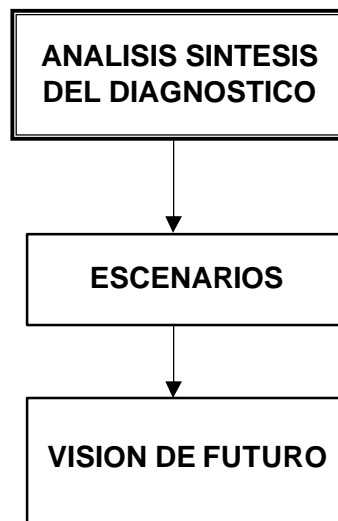 ANALISIS SINTESIS
DEL DIAGNOSTICO
ESCENARIOS
VISION DE FUTURO